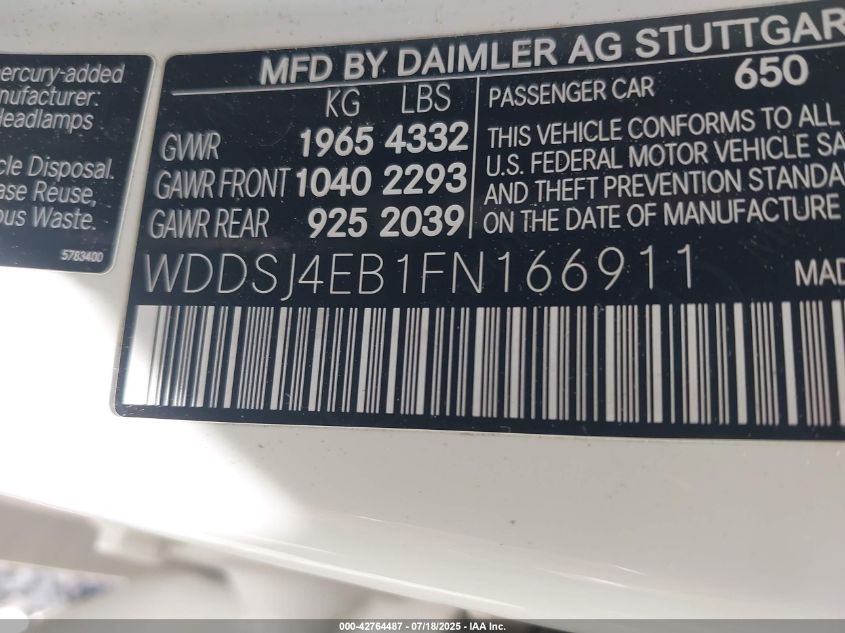 ercury-added
nufacturer:
eadlamps
cle Disposal.
ase Reuse,
ous Waste.
5783400
MFD BY DAIMLER AG STUTTGAR
KG LBS
GVWR 1965 4332
GAWR FRONT 1040 2293
GAWR REAR 925 2039
PASSENGER CAR 650
THIS VEHICLE CONFORMS TO ALL
U.S. FEDERAL MOTOR VEHICLE SA
AND THEFT PREVENTION STANDA
ON THE DATE OF MANUFACTURE
WDDSJ4EB1FN166911
MAD
000-42764487 - 07/18/2025 - IAA Inc.